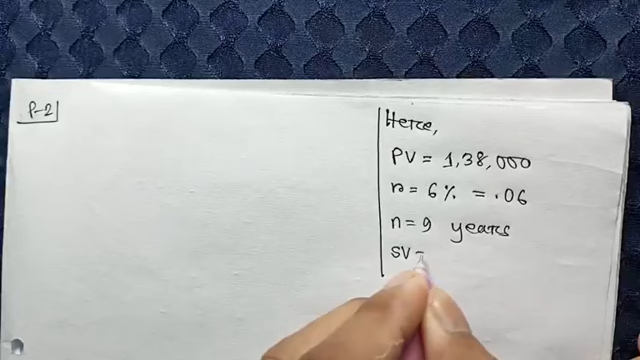 P-2
Here,
PV = 1,38,000
r = 6% = .06
n = 9 years
SV =